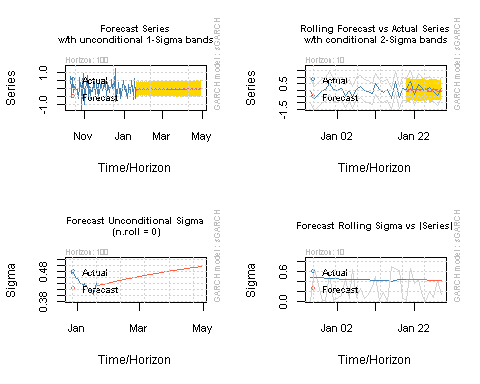 Forecast Series
w/th unconditional 1-Sigma bands
Horizon: 100
Series
1.0
-1.0
Actual
Forecast
GARCH model : sGARCH
Nov
Jan
Mar
May
Time/Horizon
Rolling Forecast vs Actual Series
w/th conditional 2-Sigma bands
Horizon: 10
Series
0.5
-1.5
Actual
Forecast
GARCH model : sGARCH
Jan 02
Jan 22
Time/Horizon
Forecast Unconditional Sigma
(n.roll = 0)
Horizon: 100
Sigma
0.48
0.38
Actual
Forecast
GARCH model : sGARCH
Jan
Mar
May
Time/Horizon
Forecast Rolling Sigma vs |Series|
Horizon: 10
Sigma
0.6
0.0
Actual
Forecast
GARCH model : sGARCH
Jan 02
Jan 22
Time/Horizon